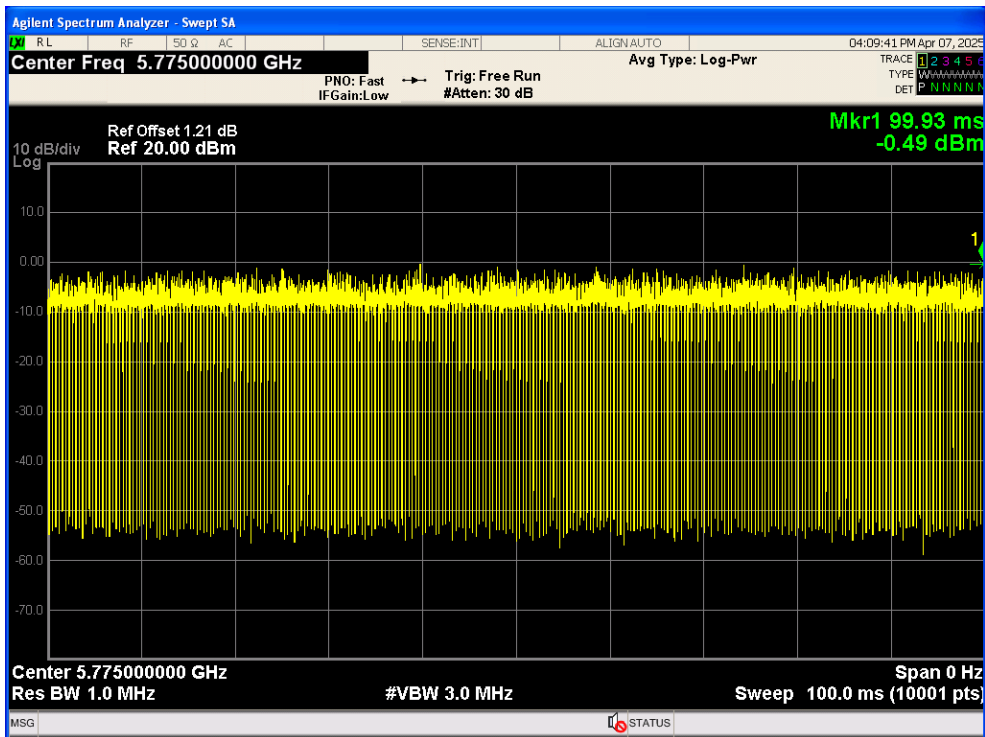 Agilent Spectrum Analyzer - Swept SA
LXI RL RF 50 Ω AC SENSE:INT ALIGNAUTO 04:09:41 PM Apr 07, 2025
Center Freq 5.775000000 GHz Avg Type: Log-Pwr TRACE 1 2 3 4 5 6
PNO: Fast Trig: Free Run TYPE
IFGain:Low #Atten: 30 dB DET P N N N N N
Mkr1 99.93 ms
Ref Offset 1.21 dB
10 dB/div Ref 20.00 dBm -0.49 dBm
Log
10.0
1
0.00
-10.0
-20.0
-30.0
-40.0
-50.0
-60.0
-70.0
Center 5.775000000 GHz Span 0 Hz
Res BW 1.0 MHz #VBW 3.0 MHz Sweep 100.0 ms (10001 pts)
MSG STATUS